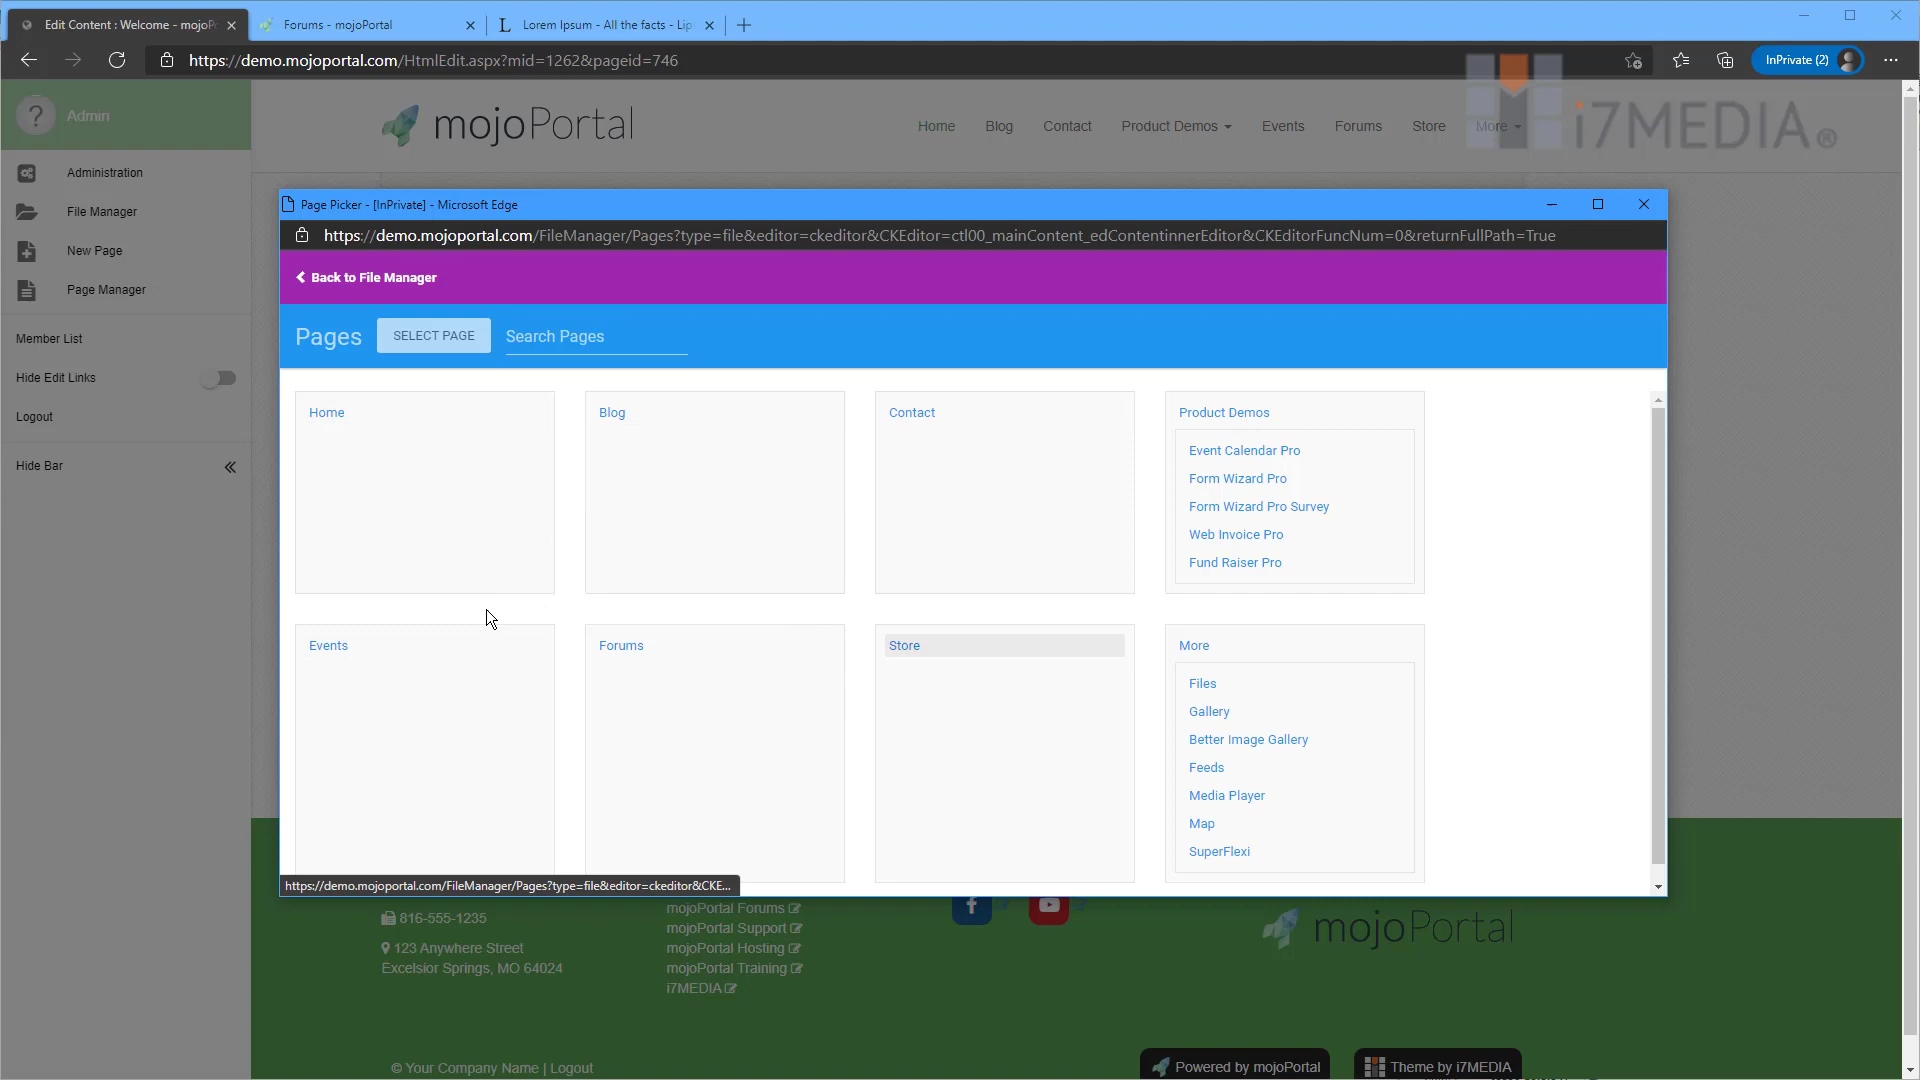 Edit Content : Welcome - mojoP
Forums - mojoPortal
Lorem Ipsum - All the facts - Lip
https://demo.mojoportal.com/HtmlEdit.aspx?mid=1262&pageid=746
InPrivate (2)
? Admin
mojoPortal
Home
Blog
Contact
Product Demos
Events
Forums
Store
More
i7MEDIA®
Administration
File Manager
New Page
Page Manager
Member List
Hide Edit Links
Logout
Hide Bar
Page Picker - [InPrivate] - Microsoft Edge
https://demo.mojoportal.com/FileManager/Pages?type=file&editor=ckeditor&CKEditor=ctl00_mainContent_edContentinnerEditor&CKEditorFuncNum=0&returnFullPath=True
Back to File Manager
Pages
SELECT PAGE
Search Pages
Home
Blog
Contact
Product Demos
Event Calendar Pro
Form Wizard Pro
Form Wizard Pro Survey
Web Invoice Pro
Fund Raiser Pro
Events
Forums
Store
More
Files
Gallery
Better Image Gallery
Feeds
Media Player
Map
SuperFlexi
https://demo.mojoportal.com/FileManager/Pages?type=file&editor=ckeditor&CKE...
816-555-1235
123 Anywhere Street
Excelsior Springs, MO 64024
mojoPortal Forums
mojoPortal Support
mojoPortal Hosting
mojoPortal Training
i7MEDIA
mojoPortal
© Your Company Name | Logout
Powered by mojoPortal
Theme by i7MEDIA